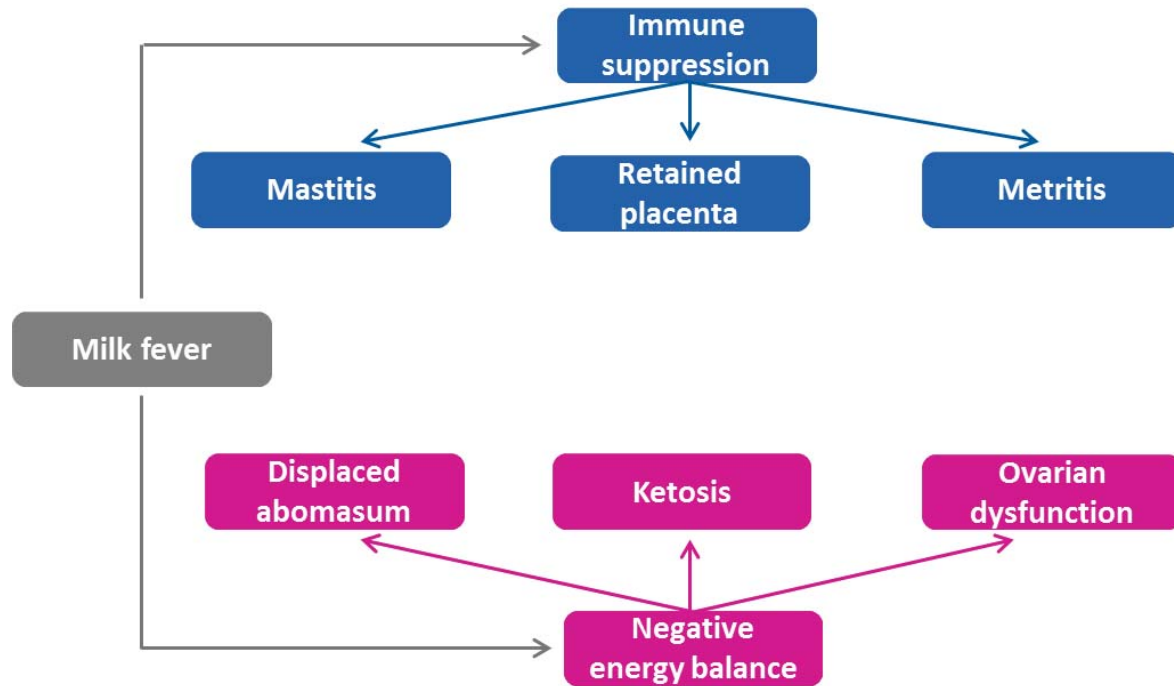 Immune
suppression
Mastitis
Retained
placenta
Metritis
Milk fever
Displaced
abomasum
Ketosis
Ovarian
dysfunction
Negative
energy balance